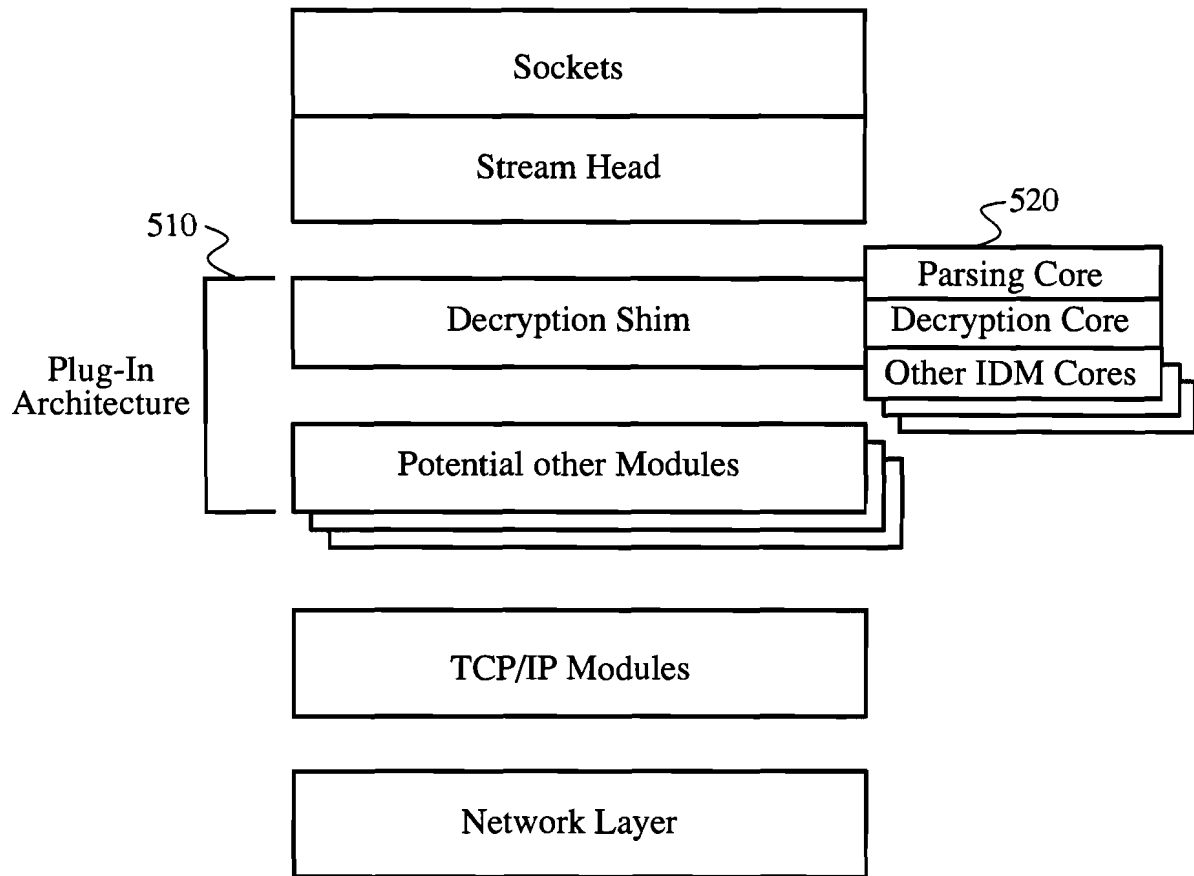 Sockets
Stream Head
510
520
Parsing Core
Decryption Shim
Decryption Core
Other IDM Cores
Plug-In
Architecture
Potential other Modules
TCP/IP Modules
Network Layer